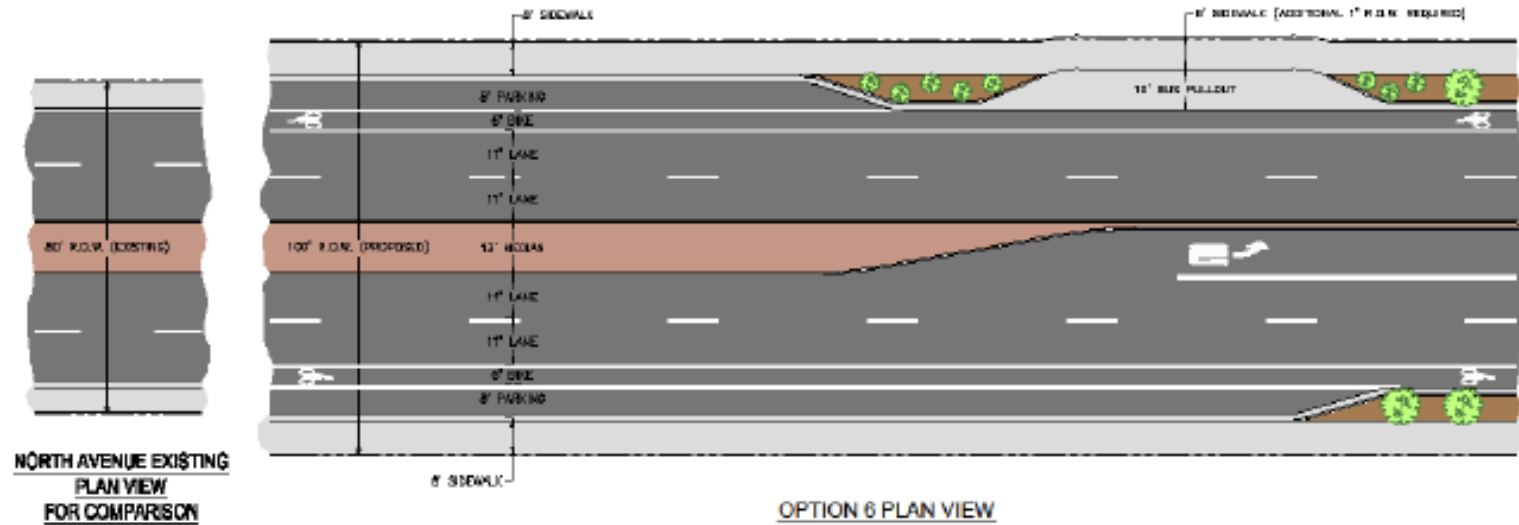 8' SIDEWALK
8' SIDEWALK (ADDITIONAL 1' R.O.W. REQUIRED)
8' PARKING
10' BUS PULLOUT
6' BIKE
11' LANE
11' LANE
80' R.O.W. (EXISTING)
100' R.O.W. (PROPOSED)
12' MEDIAN
11' LANE
11' LANE
6' BIKE
8' PARKING
8' SIDEWALK
NORTH AVENUE EXISTING
PLAN VIEW
FOR COMPARISON
OPTION 6 PLAN VIEW